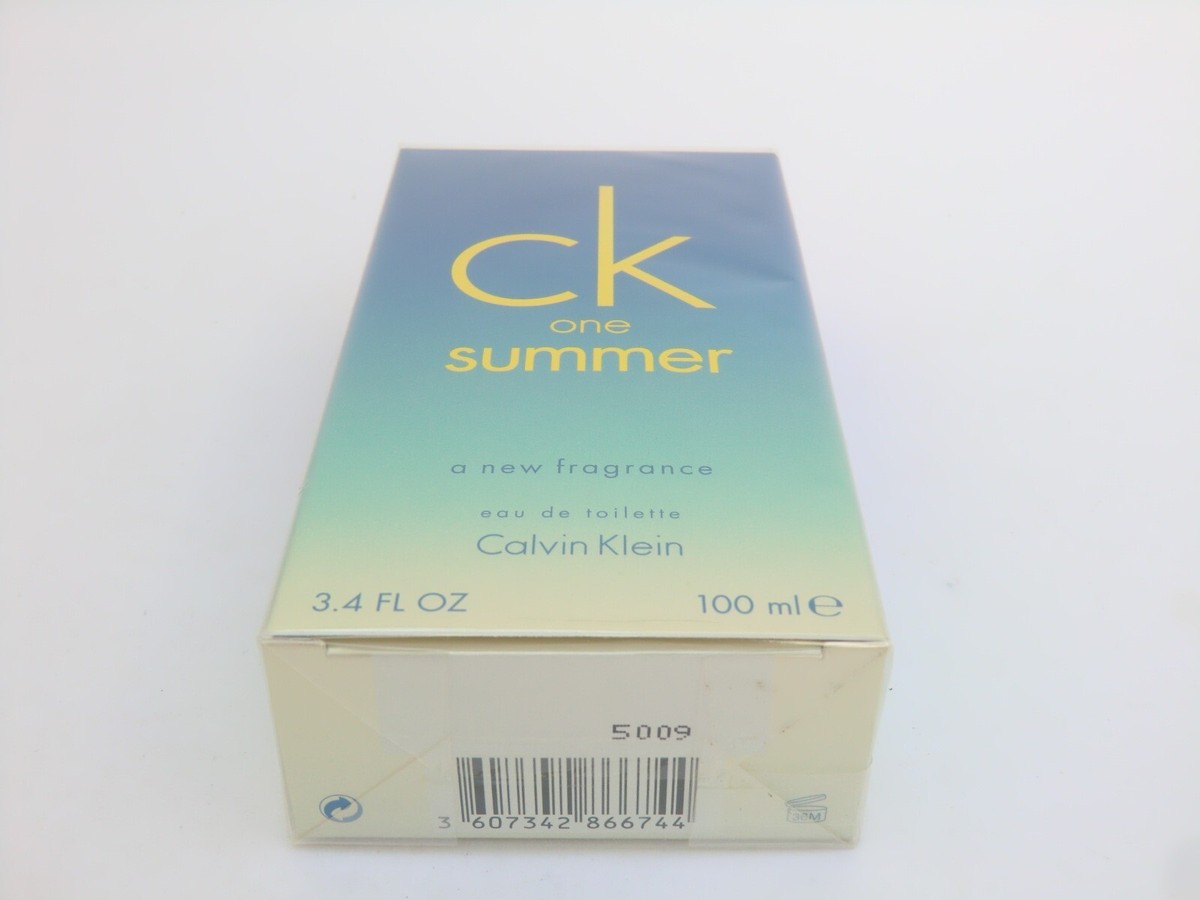 ck
one
summer
a new fragrance
eau de toilette
Calvin Klein
3.4 FL OZ 100 ml ℮
5009
3 607342 866744
36M